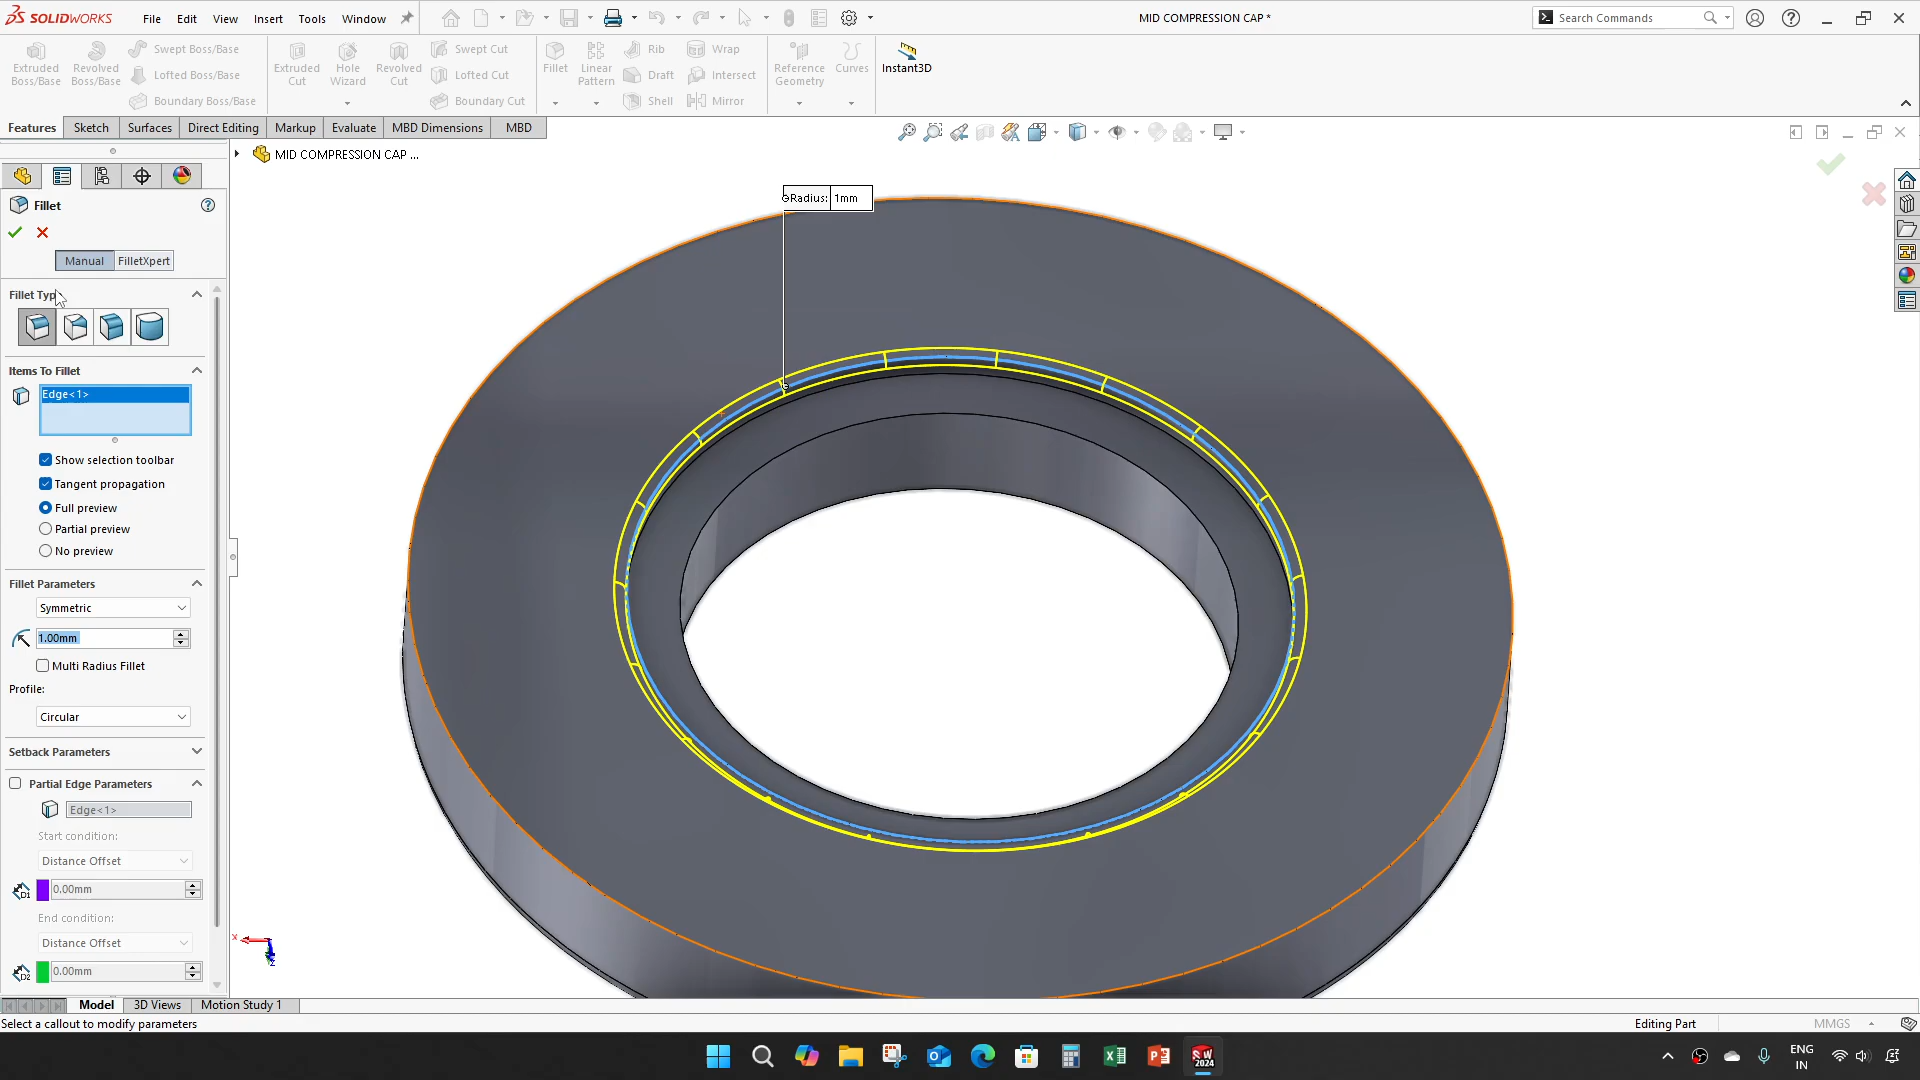 SOLIDWORKS File Edit View Insert Tools Window MID COMPRESSION CAP * Search Commands
Extruded Boss/Base
Revolved Boss/Base
Swept Boss/Base
Lofted Boss/Base
Boundary Boss/Base
Extruded Cut
Hole Wizard
Revolved Cut
Swept Cut
Lofted Cut
Boundary Cut
Fillet
Linear Pattern
Rib
Draft
Shell
Wrap
Intersect
Mirror
Reference Geometry
Curves
Instant3D
Features Sketch Surfaces Direct Editing Markup Evaluate MBD Dimensions MBD
MID COMPRESSION CAP ...
Fillet
Manual FilletXpert
Fillet Typ
Items To Fillet
Edge<1>
Show selection toolbar
Tangent propagation
Full preview
Partial preview
No preview
Fillet Parameters
Symmetric
1.00mm
Multi Radius Fillet
Profile:
Circular
Setback Parameters
Partial Edge Parameters
Edge<1>
Start condition:
Distance Offset
D1 0.00mm
End condition:
Distance Offset
D2 0.00mm
Radius: 1mm
x
z
Model 3D Views Motion Study 1
Select a callout to modify parameters Editing Part MMGS
SW 2024
ENG
IN